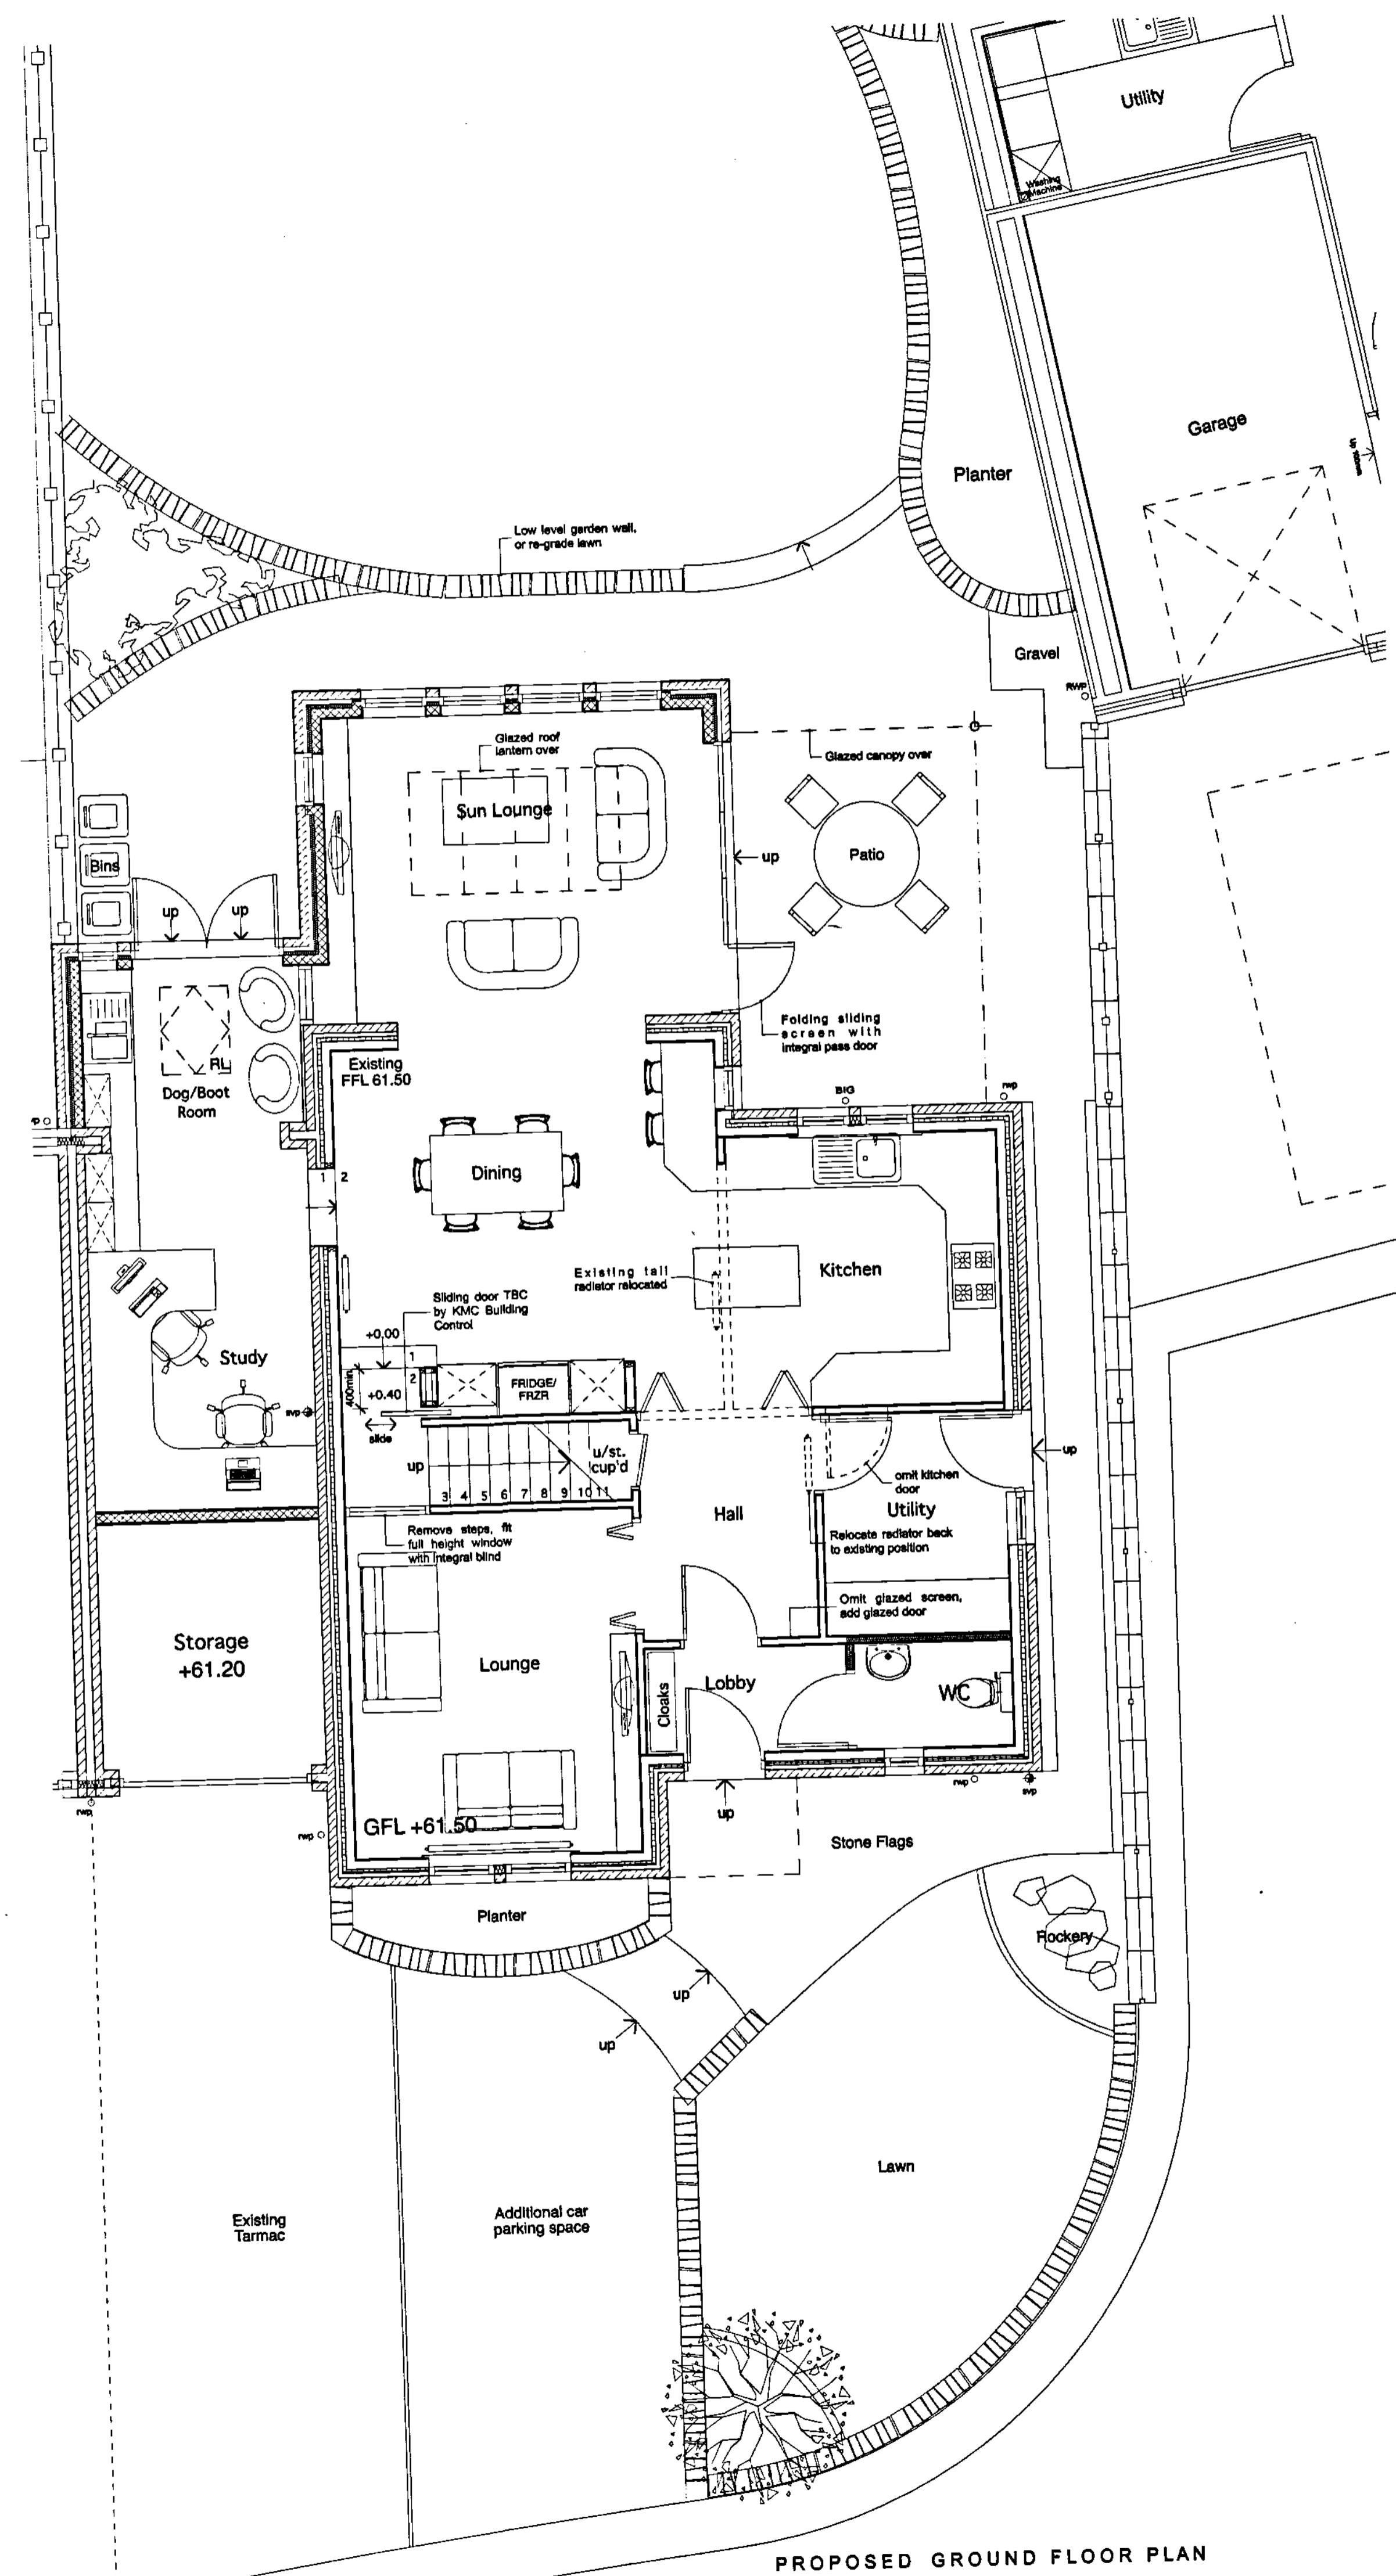 Utility
Washing
Machine
Garage
Up 100mm
Planter
Low level garden wall,
or re-grade lawn
Gravel
RWP
Glazed roof
lantern over
Glazed canopy over
Sun Lounge
up
Patio
Bins
up
up
Folding sliding
screen with
integral pass door
Existing
FFL 61.50
RL
Dog/Boot
Room
BIG
rwp
Dining
1
2
Existing tall
radiator relocated
Kitchen
Sliding door TBC
by KMC Building
Control
+0.00
Study
1
2
400min
+0.40
FRIDGE/
FRZR
svp
slide
up
u/st.
cup'd
3 4 5 6 7 8 9 10 11
up
omit kitchen
door
Hall
Utility
Remove steps, fit
full height window
with integral blind
Relocate radiator back
to existing position
Omit glazed screen,
add glazed door
Storage
+61.20
Lounge
Cloaks
Lobby
WC
rwp
rwp
rwp
svp
up
GFL +61.50
Stone Flags
Planter
Rockery
up
up
Lawn
Existing
Tarmac
Additional car
parking space
PROPOSED GROUND FLOOR PLAN